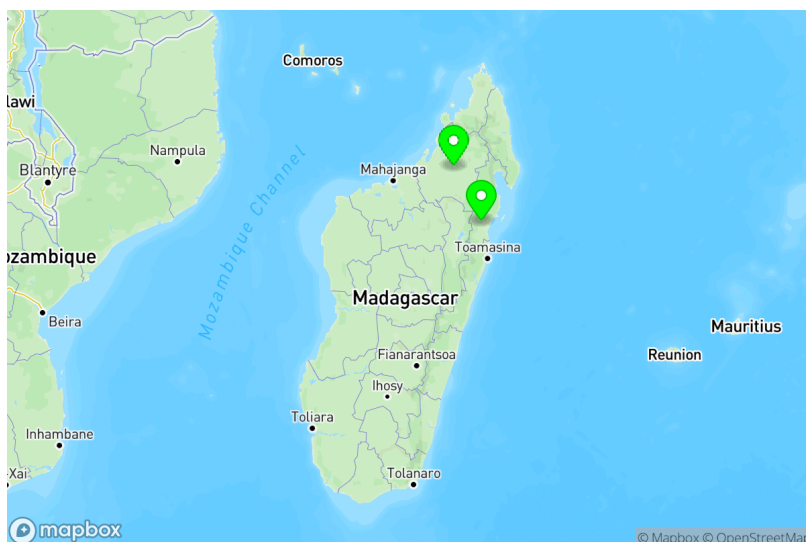 Comoros
lawi
Nampula
Blantyre
Mahajanga
Mozambique Channel
Toamasina
ozambique
Madagascar
Beira
Mauritius
Reunion
Fianarantsoa
Ihosy
Toliara
Inhambane
-Xai
Tolanaro
mapbox
© Mapbox © OpenStreetMap